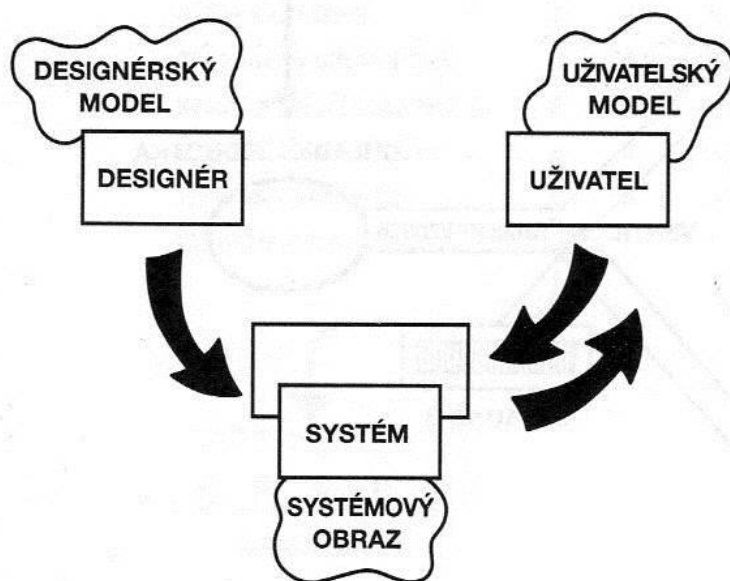 DESIGNÉRSKÝ
MODEL
DESIGNÉR
UŽIVATELSKÝ
MODEL
UŽIVATEL
SYSTÉM
SYSTÉMOVÝ
OBRAZ